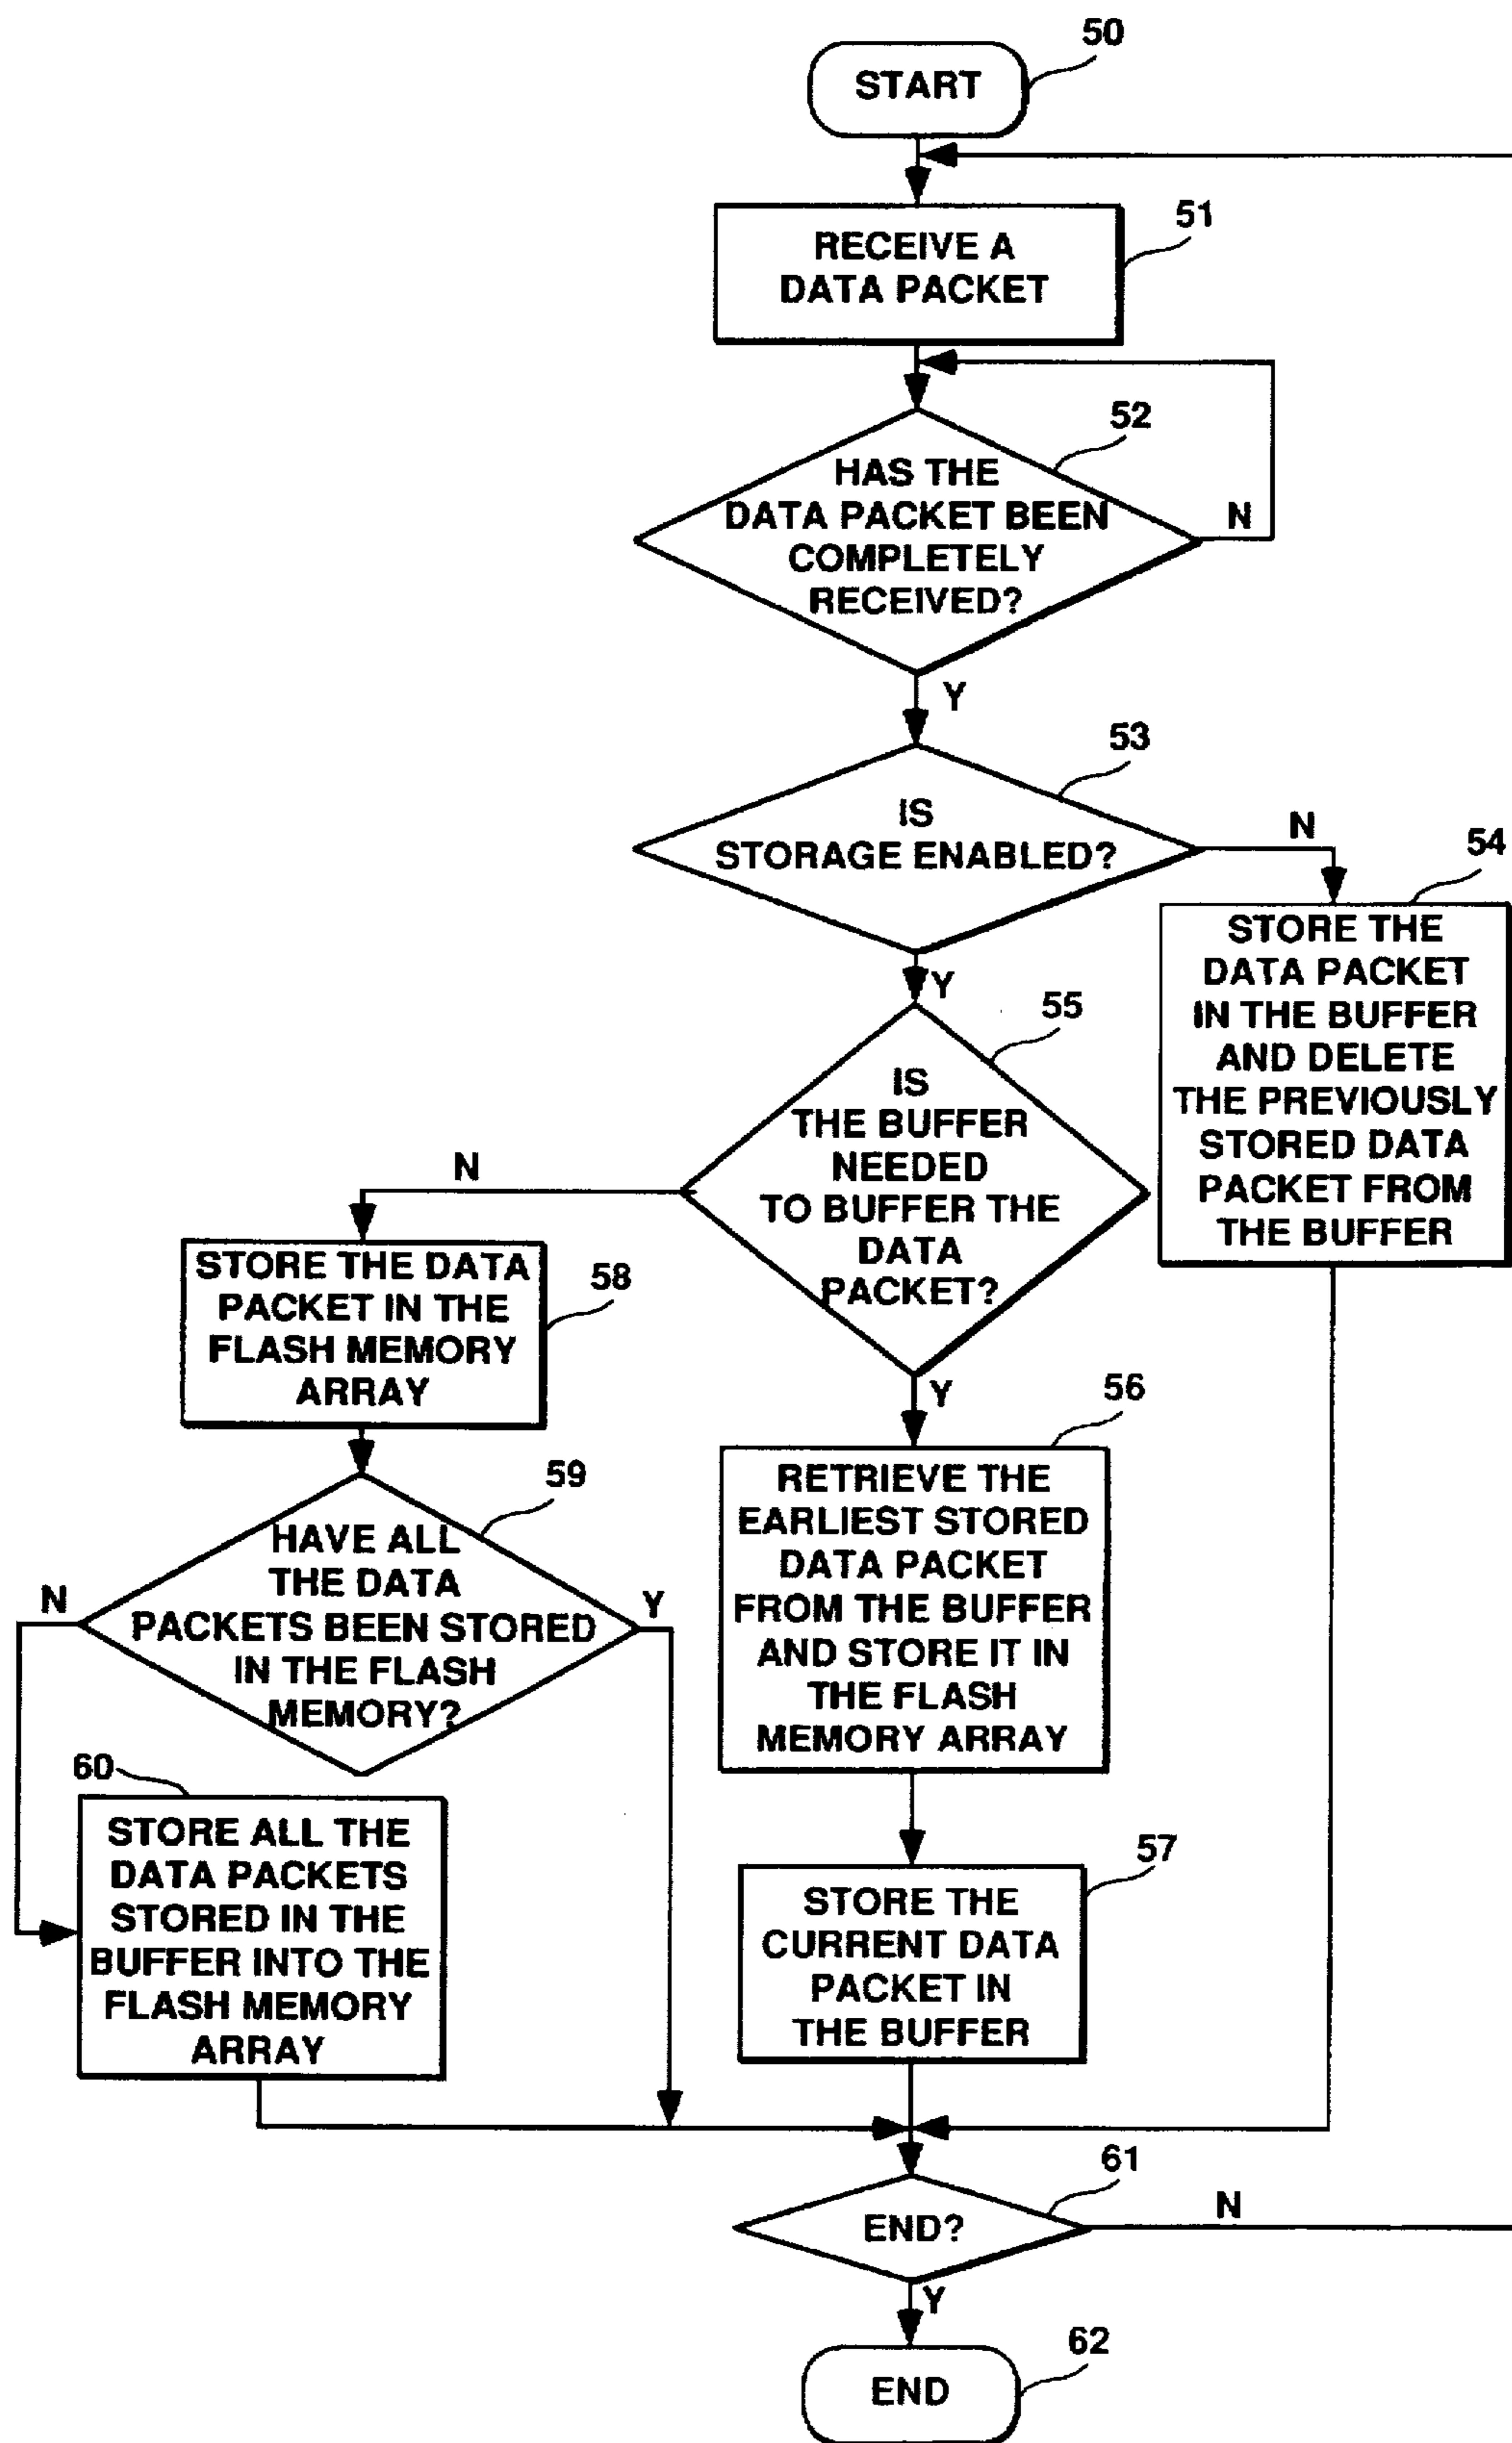 50
START
51
RECEIVE A
DATA PACKET
52
HAS THE
DATA PACKET BEEN
COMPLETELY
RECEIVED?
N
Y
53
IS
STORAGE ENABLED?
N
54
STORE THE
DATA PACKET
IN THE BUFFER
AND DELETE
THE PREVIOUSLY
STORED DATA
PACKET FROM
THE BUFFER
Y
55
IS
THE BUFFER
NEEDED
TO BUFFER THE
DATA
PACKET?
N
58
STORE THE DATA
PACKET IN THE
FLASH MEMORY
ARRAY
Y
56
RETRIEVE THE
EARLIEST STORED
DATA PACKET
FROM THE BUFFER
AND STORE IT IN
THE FLASH
MEMORY ARRAY
59
HAVE ALL
THE DATA
PACKETS BEEN STORED
IN THE FLASH
MEMORY?
N
Y
60
STORE ALL THE
DATA PACKETS
STORED IN THE
BUFFER INTO THE
FLASH MEMORY
ARRAY
57
STORE THE
CURRENT DATA
PACKET IN
THE BUFFER
61
END?
N
Y
62
END